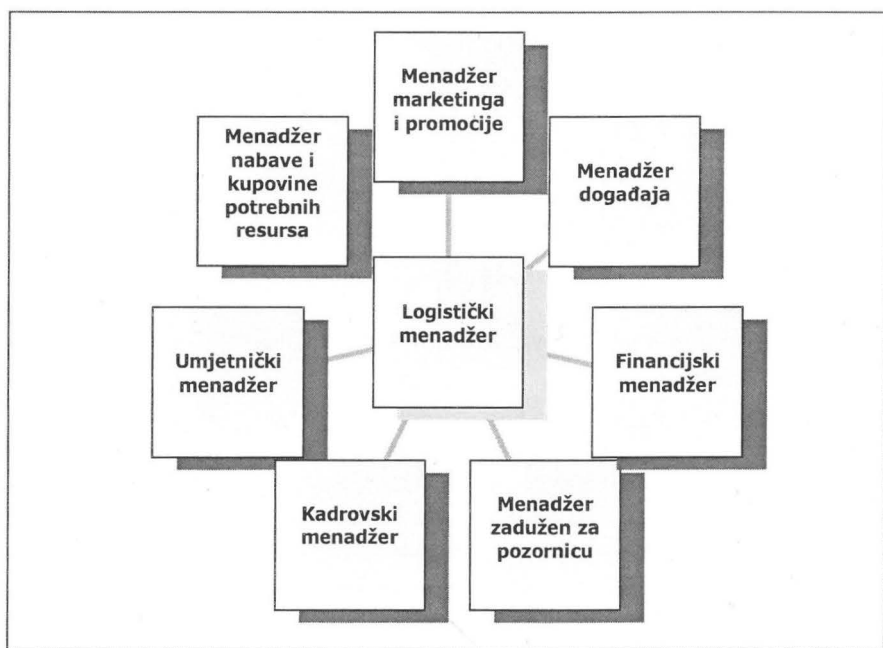 Menadžer
marketinga
i promocije
Menadžer
nabave i
kupovine
potrebnih
resursa
Menadžer
događaja
Logistički
menadžer
Umjetnički
menadžer
Financijski
menadžer
Kadrovski
menadžer
Menadžer
zadužen za
pozornicu